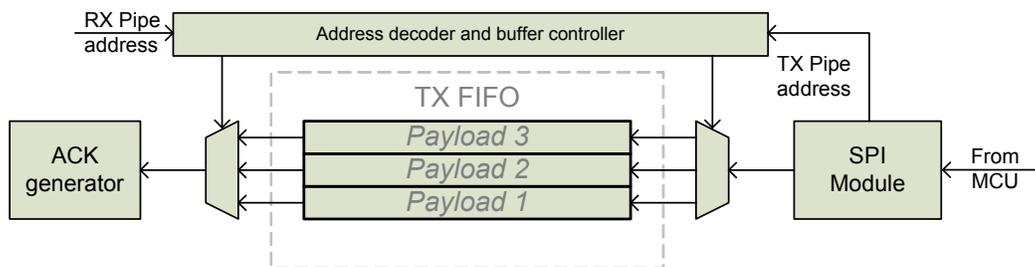 RX Pipe
address
Address decoder and buffer controller
TX Pipe
address
TX FIFO
Payload 3
Payload 2
Payload 1
ACK
generator
SPI
Module
From
MCU